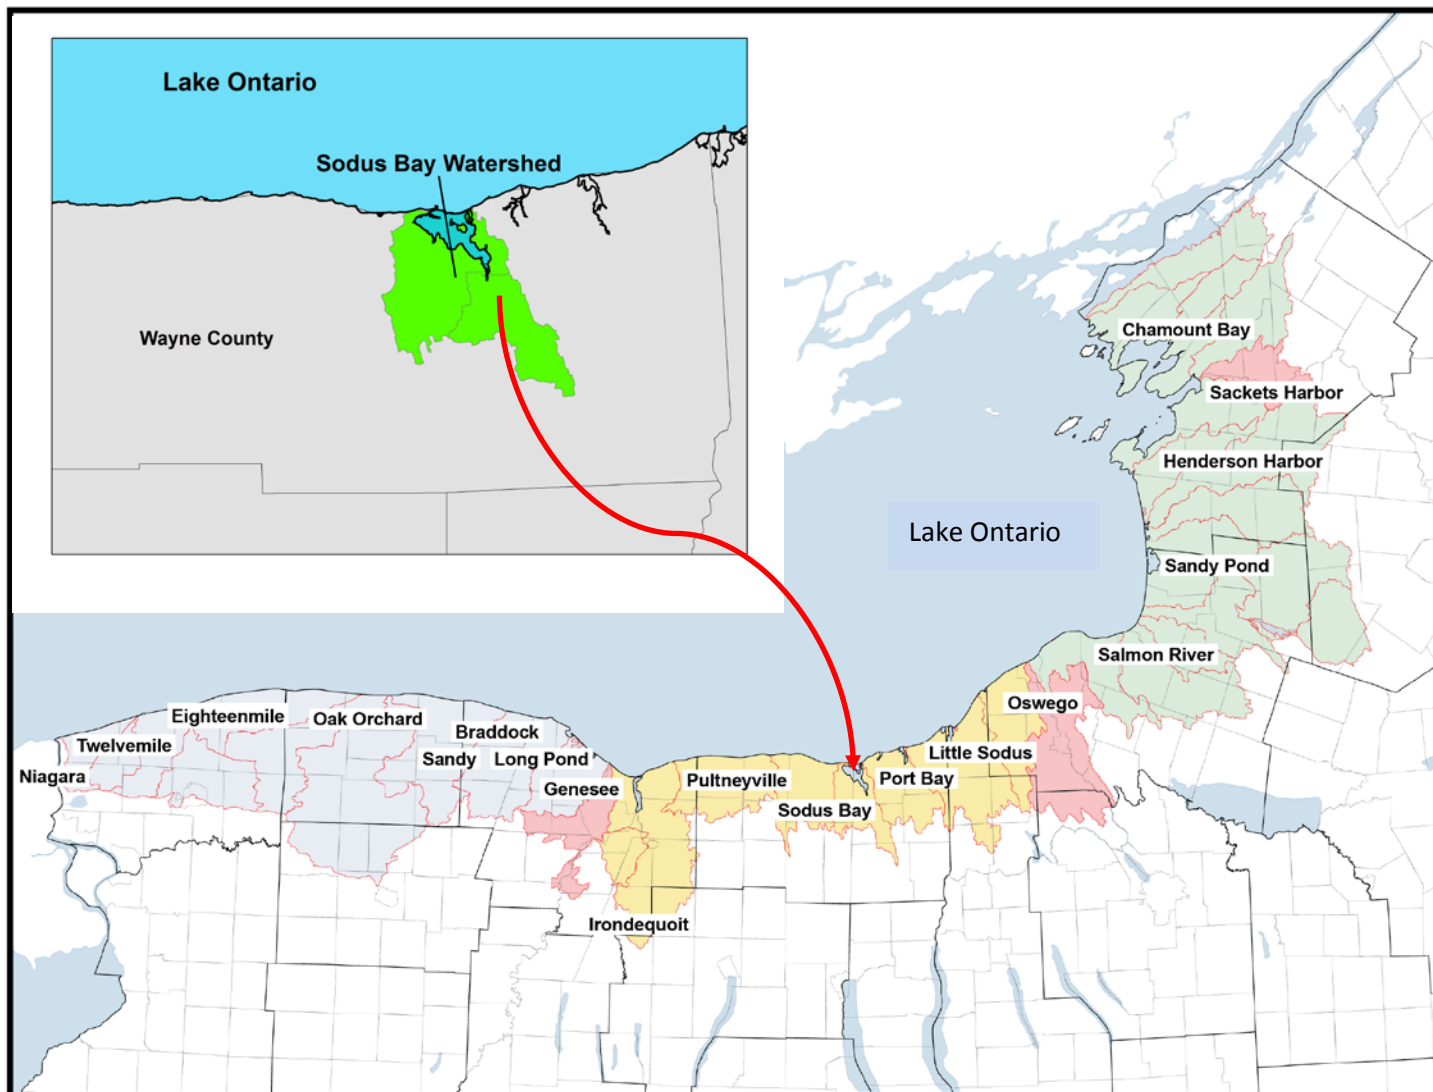 Lake Ontario
Sodus Bay Watershed
Wayne County
Chamount Bay
Sackets Harbor
Henderson Harbor
Lake Ontario
Sandy Pond
Salmon River
Oswego
Eighteenmile
Oak Orchard
Braddock
Twelvemile
Sandy
Long Pond
Little Sodus
Niagara
Genesee
Pultneyville
Port Bay
Sodus Bay
Irondequoit